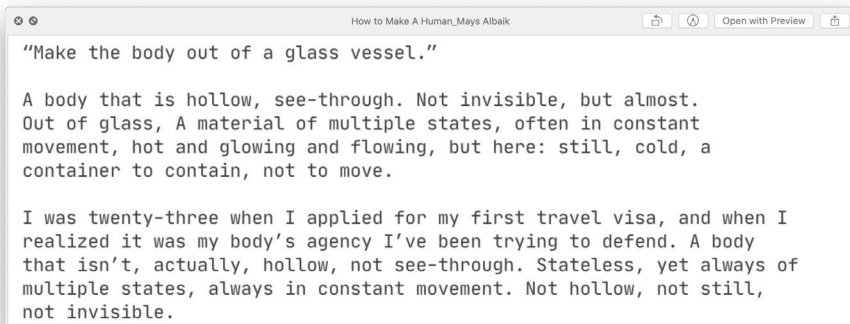 How to Make A Human_Mays Albaik
Open with Preview
“Make the body out of a glass vessel.”
A body that is hollow, see-through. Not invisible, but almost.
Out of glass, A material of multiple states, often in constant
movement, hot and glowing and flowing, but here: still, cold, a
container to contain, not to move.
I was twenty-three when I applied for my first travel visa, and when I
realized it was my body’s agency I’ve been trying to defend. A body
that isn’t, actually, hollow, not see-through. Stateless, yet always of
multiple states, always in constant movement. Not hollow, not still,
not invisible.